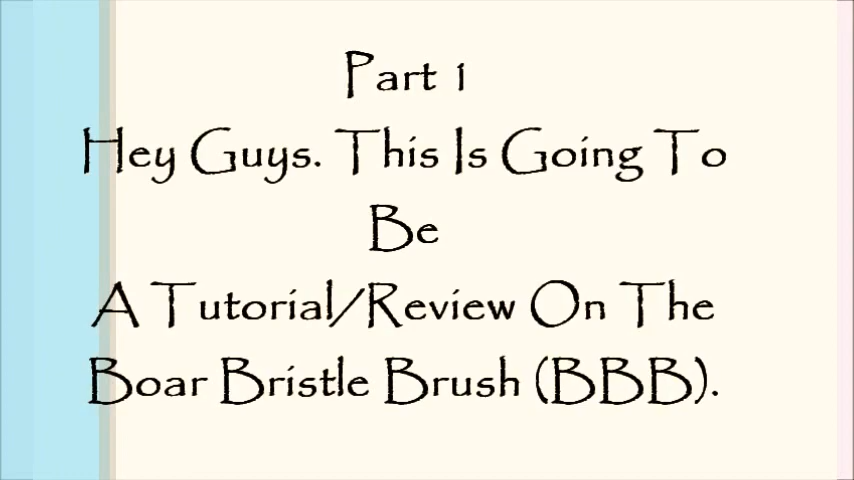 Part 1
Hey Guys. This Is Going To
Be
A Tutorial/Review On The
Boar Bristle Brush (BBB).